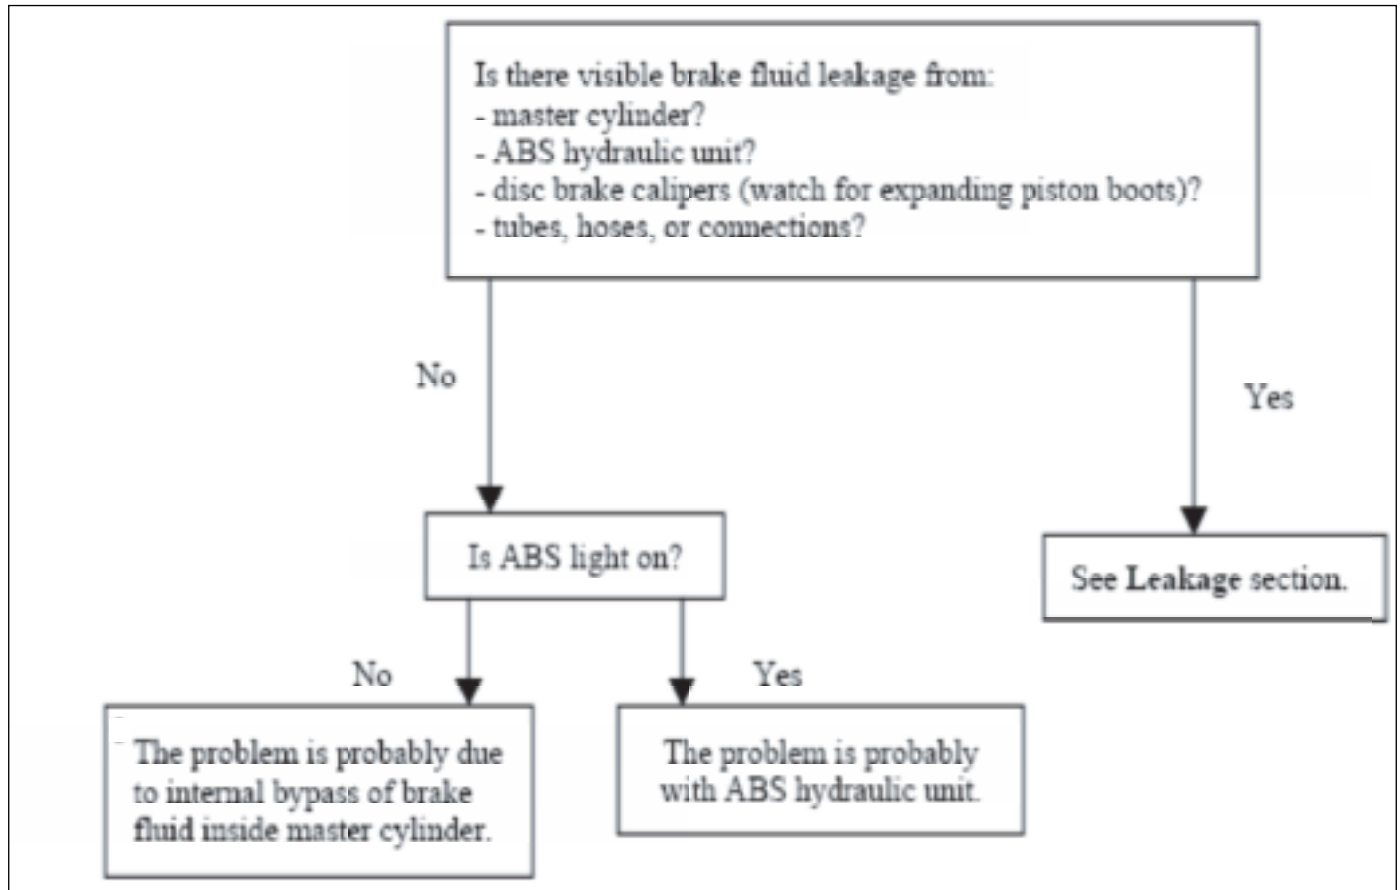 Is there visible brake fluid leakage from:
- master cylinder?
- ABS hydraulic unit?
- disc brake calipers (watch for expanding piston boots)?
- tubes, hoses, or connections?
No
Yes
Is ABS light on?
See Leakage section.
No
Yes
The problem is probably due
to internal bypass of brake
fluid inside master cylinder.
The problem is probably
with ABS hydraulic unit.